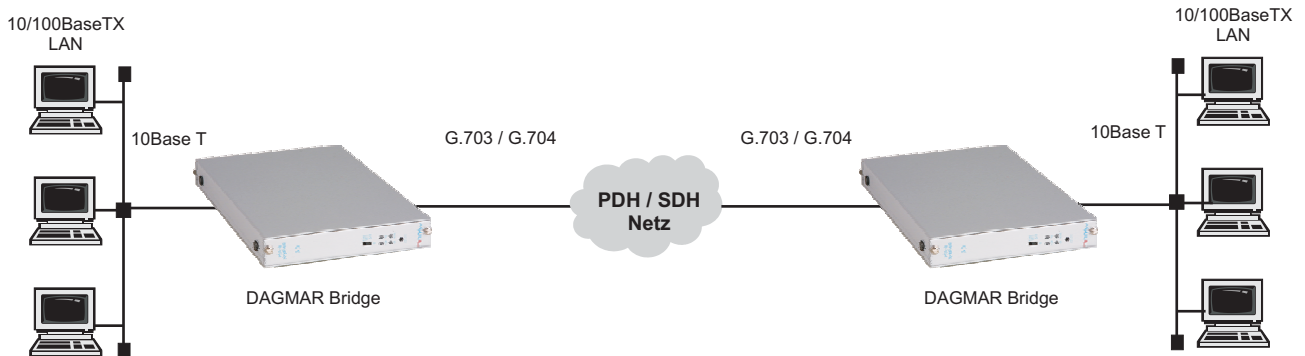 10/100BaseTX
LAN
10/100BaseTX
LAN
10Base T
G.703 / G.704
G.703 / G.704
10Base T
PDH / SDH
Netz
DAGMAR Bridge
DAGMAR Bridge